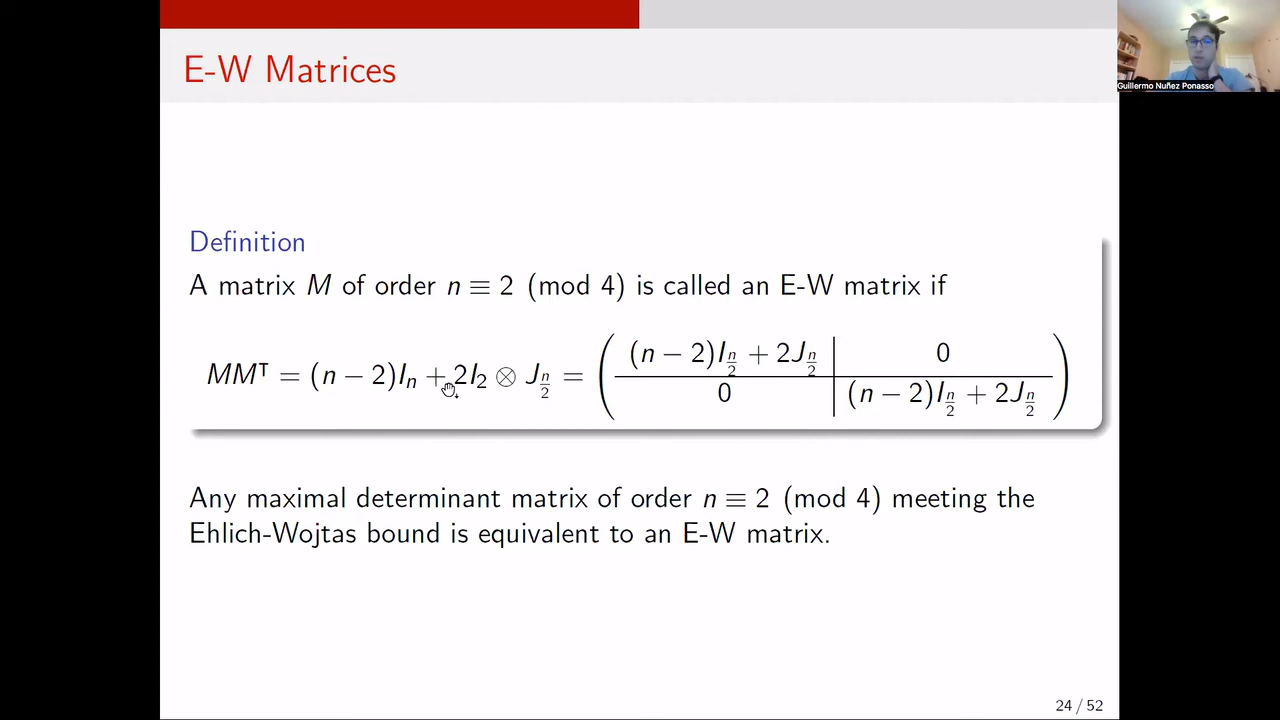 E-W Matrices
Guillermo Nuñez Ponasso
Definition
A matrix M of order n ≡ 2 (mod 4) is called an E-W matrix if
MM⊤ = (n − 2)Iₙ + 2I₂ ⊗ J_{n/2} = ( (n − 2)I_{n/2} + 2J_{n/2} | 0
0 | (n − 2)I_{n/2} + 2J_{n/2} )
Any maximal determinant matrix of order n ≡ 2 (mod 4) meeting the
Ehlich-Wojtas bound is equivalent to an E-W matrix.
24 / 52